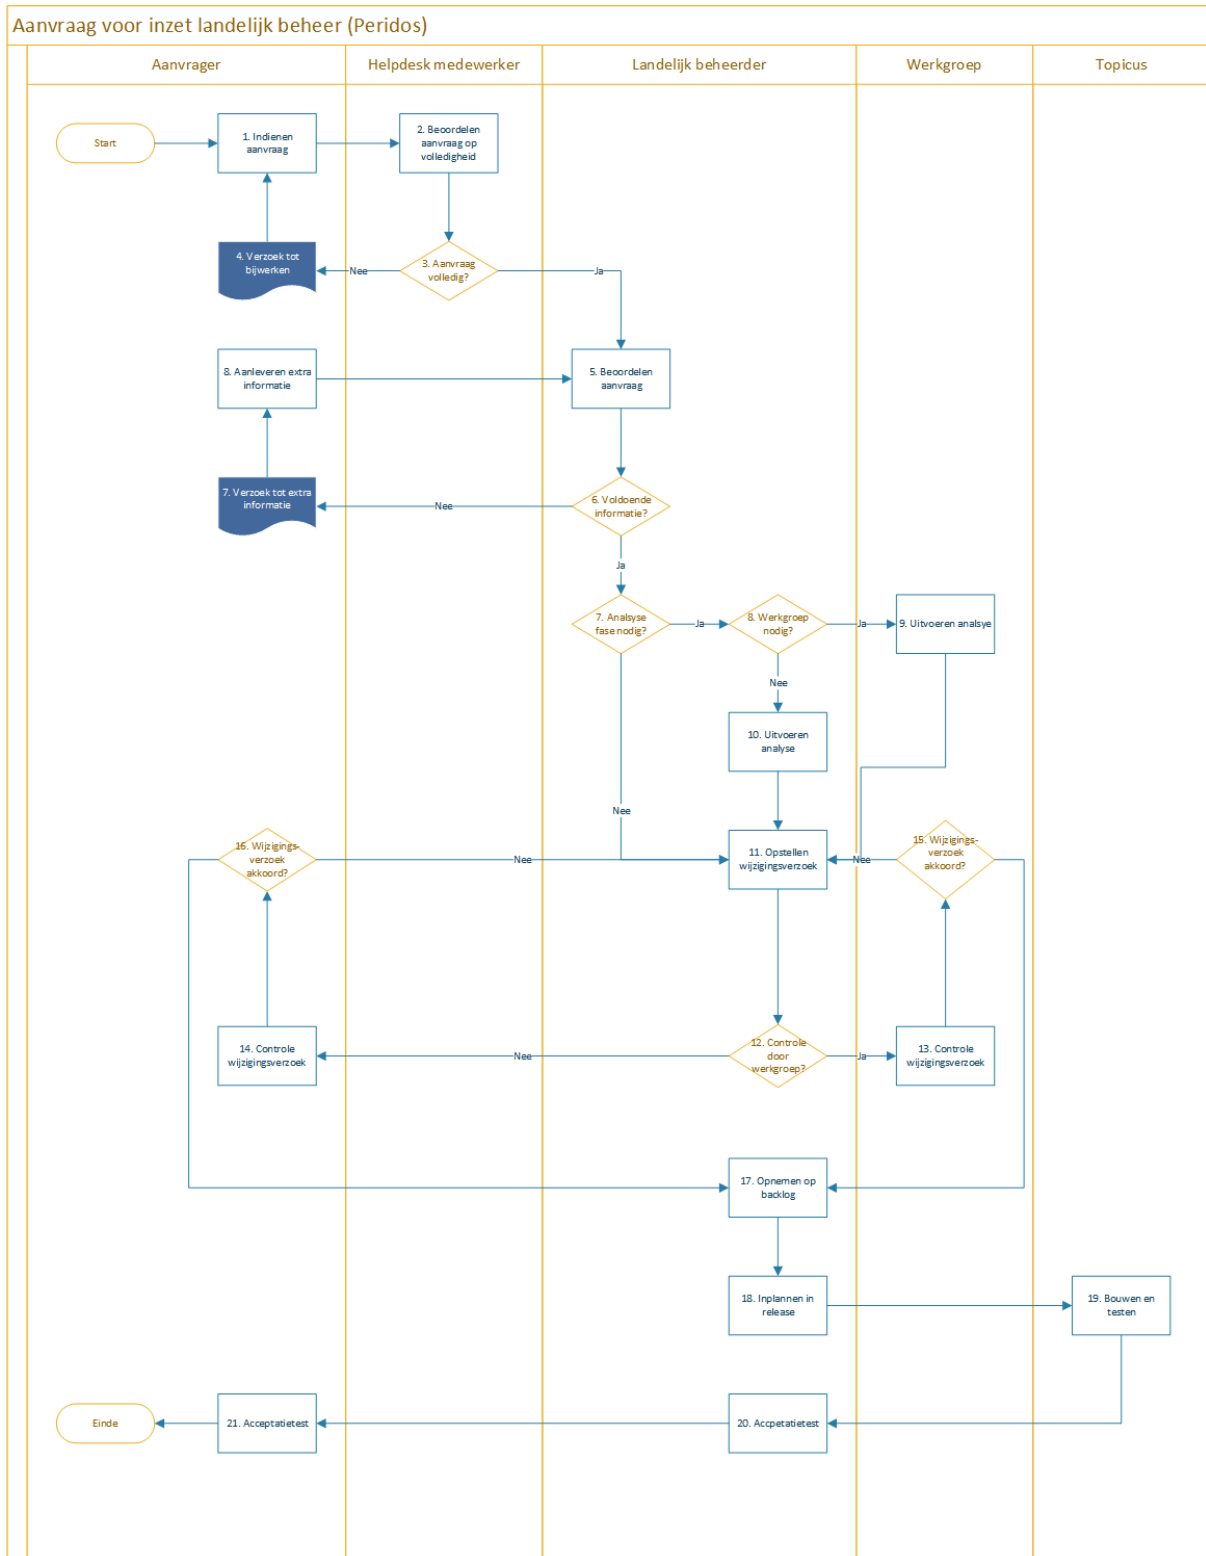 Aanvraag voor inzet landelijk beheer (Peridos)
Aanvrager
Helpdesk medewerker
Landelijk beheerder
Werkgroep
Topicus
Start
1. Indienen
aanvraag
2. Beoordelen
aanvraag op
volledigheid
4. Verzoek tot
bijwerken
Nee
3. Aanvraag
volledig?
Ja
8. Aanleveren extra
informatie
5. Beoordelen
aanvraag
7. Verzoek tot extra
informatie
Nee
6. Voldoende
informatie?
Ja
7. Analsyse
fase nodig?
Ja
8. Werkgroep
nodig?
Ja
9. Uitvoeren analsye
Nee
10. Uitvoeren
analyse
Nee
16. Wijzigings-
verzoek
akkoord?
Nee
11. Opstellen
wijzigingsverzoek
Nee
15. Wijzigings-
verzoek
akkoord?
14. Controle
wijzigingsverzoek
Nee
12. Controle
door
werkgroep?
Ja
13. Controle
wijzigingsverzoek
17. Opnemen op
backlog
18. Inplannen in
release
19. Bouwen en
testen
Einde
21. Acceptatietest
20. Accpetatietest